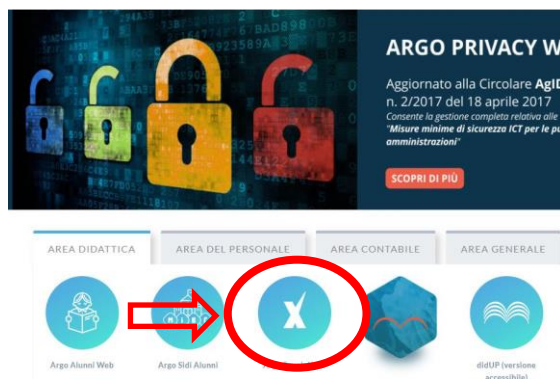 ARGO PRIVACY W
Aggiornato alla Circolare AgID
n. 2/2017 del 18 aprile 2017
Consente la gestione completa relativa alle
"Misure minime di sicurezza ICT per le pu
amministrazioni"
SCOPRI DI PIÙ
AREA DIDATTICA
AREA DEL PERSONALE
AREA CONTABILE
AREA GENERALE
Argo Alunni Web
Argo Sidi Alunni
didUP (versione
accessibile)